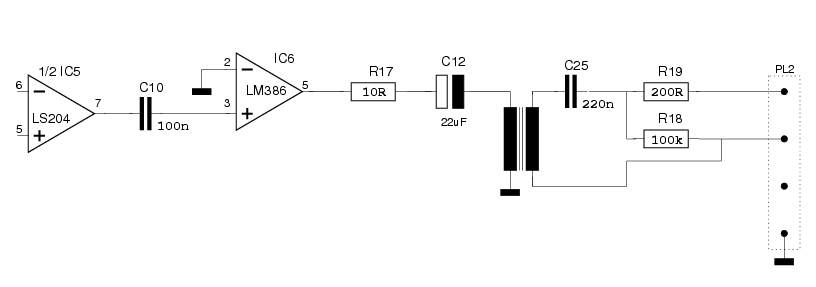 1/2 IC5
6
5
LS204
7
C10
100n
2
3
IC6
LM386
5
R17
10R
C12
22uF
C25
220n
R19
200R
R18
100k
PL2